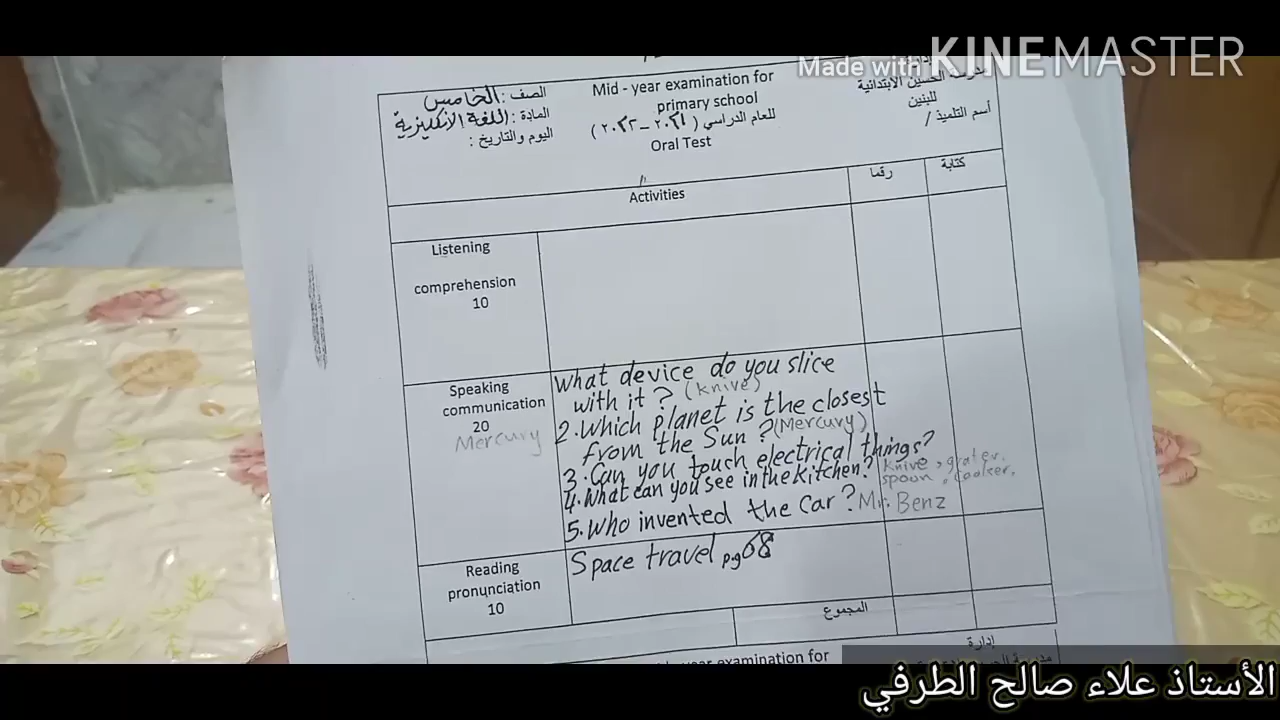 Made with KINEMASTER
مدرسة الحسين الابتدائية
للبنين
أسم التلميذ /
Mid - year examination for
primary school
للعام الدراسي ( ٢٠٢١ - ٢٠٢٢ )
Oral Test
الصف : الخامس
المادة : اللغة الانكليزية
اليوم والتاريخ :
Activities
رقما
كتابة
Listening
comprehension
10
Speaking
communication
20
Mercury
What device do you slice
with it ? (Knive)
2. Which planet is the closest
from the Sun ? (Mercury)
3. Can you touch electrical things?
4. What can you see in the kitchen? Knive , grater.
spoon , Cooker.
5. Who invented the Car? Mr. Benz
Reading
pronunciation
10
Space travel pg 68
المجموع
year examination for
إدارة
الأستاذ علاء صالح الطرفي